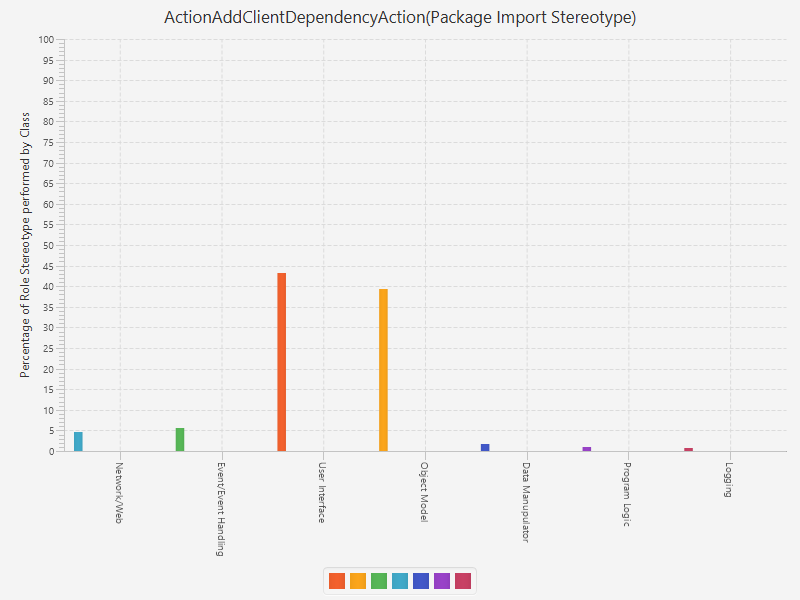 ActionAddClientDependencyAction(Package Import Stereotype)
Percentage of Role Stereotype performed by Class
100
95
90
85
80
75
70
65
60
55
50
45
40
35
30
25
20
15
10
5
0
Network/Web
Event/Event Handling
User Interface
Object Model
Data Manupulator
Program Logic
Logging